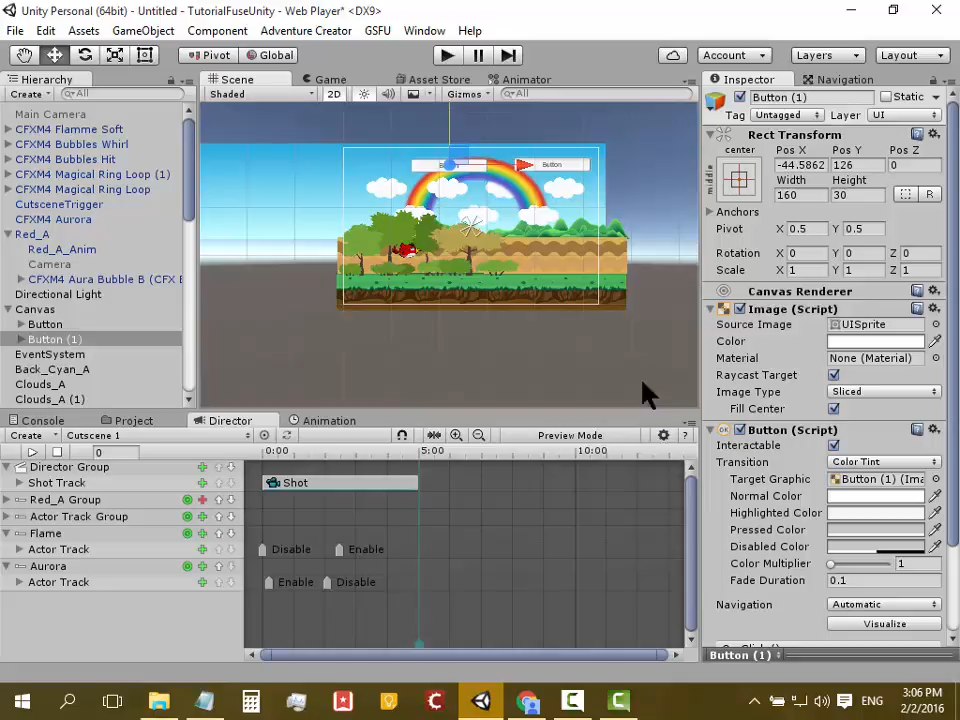 Unity Personal (64bit) - Untitled - TutorialFuseUnity - Web Player* <DX9>
File Edit Assets GameObject Component Adventure Creator GSFU Window Help
Pivot Global Account Layers Layout
Hierarchy Scene Game Asset Store Animator Inspector Navigation
Create All Shaded 2D Gizmos All Button (1) Static
Tag Untagged Layer UI
Main Camera
CFXM4 Flamme Soft
CFXM4 Bubbles Whirl
CFXM4 Bubbles Hit
CFXM4 Magical Ring Loop (1)
CFXM4 Magical Ring Loop
CutsceneTrigger
CFXM4 Aurora
Red_A
Red_A_Anim
Camera
CFXM4 Aura Bubble B (CFX E
Directional Light
Canvas
Button
Button (1)
EventSystem
Back_Cyan_A
Clouds_A
Clouds_A (1)
Button
Rect Transform
center Pos X Pos Y Pos Z
middle -44.5862 126 0
Width Height
160 30 R
Anchors
Pivot X 0.5 Y 0.5
Rotation X 0 Y 0 Z 0
Scale X 1 Y 1 Z 1
Canvas Renderer
Image (Script)
Source Image UISprite
Color
Material None (Material)
Raycast Target
Image Type Sliced
Fill Center
Button (Script)
Interactable
Transition Color Tint
Target Graphic Button (1) (Ima
Normal Color
Highlighted Color
Pressed Color
Disabled Color
Color Multiplier 1
Fade Duration 0.1
Navigation Automatic
Visualize
Button (1)
Console Project Director Animation
Create Cutscene 1 Preview Mode ?
0 0:00 5:00 10:00
Director Group
Shot Track Shot
Red_A Group
Actor Track Group
Flame
Actor Track Disable Enable
Aurora
Actor Track Enable Disable
ENG 3:06 PM
2/2/2016